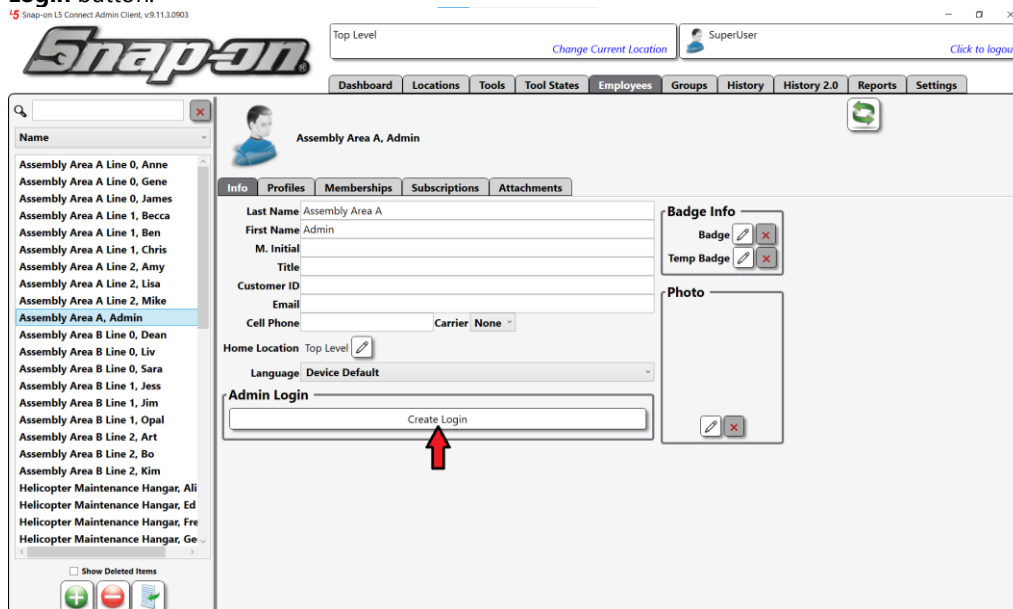 Login button.
L5 Snap-on L5 Connect Admin Client, v:9.11.3.0903
Snap-on®
Top Level
Change Current Location
SuperUser
Click to logou
Dashboard Locations Tools Tool States Employees Groups History History 2.0 Reports Settings
Name
Assembly Area A Line 0, Anne
Assembly Area A Line 0, Gene
Assembly Area A Line 0, James
Assembly Area A Line 1, Becca
Assembly Area A Line 1, Ben
Assembly Area A Line 1, Chris
Assembly Area A Line 2, Amy
Assembly Area A Line 2, Lisa
Assembly Area A Line 2, Mike
Assembly Area A, Admin
Assembly Area B Line 0, Dean
Assembly Area B Line 0, Liv
Assembly Area B Line 0, Sara
Assembly Area B Line 1, Jess
Assembly Area B Line 1, Jim
Assembly Area B Line 1, Opal
Assembly Area B Line 2, Art
Assembly Area B Line 2, Bo
Assembly Area B Line 2, Kim
Helicopter Maintenance Hangar, Ali
Helicopter Maintenance Hangar, Ed
Helicopter Maintenance Hangar, Fre
Helicopter Maintenance Hangar, Ge
Show Deleted Items
Assembly Area A, Admin
Info Profiles Memberships Subscriptions Attachments
Last Name Assembly Area A
First Name Admin
M. Initial
Title
Customer ID
Email
Cell Phone Carrier None
Home Location Top Level
Language Device Default
Admin Login
Create Login
Badge Info
Badge
Temp Badge
Photo